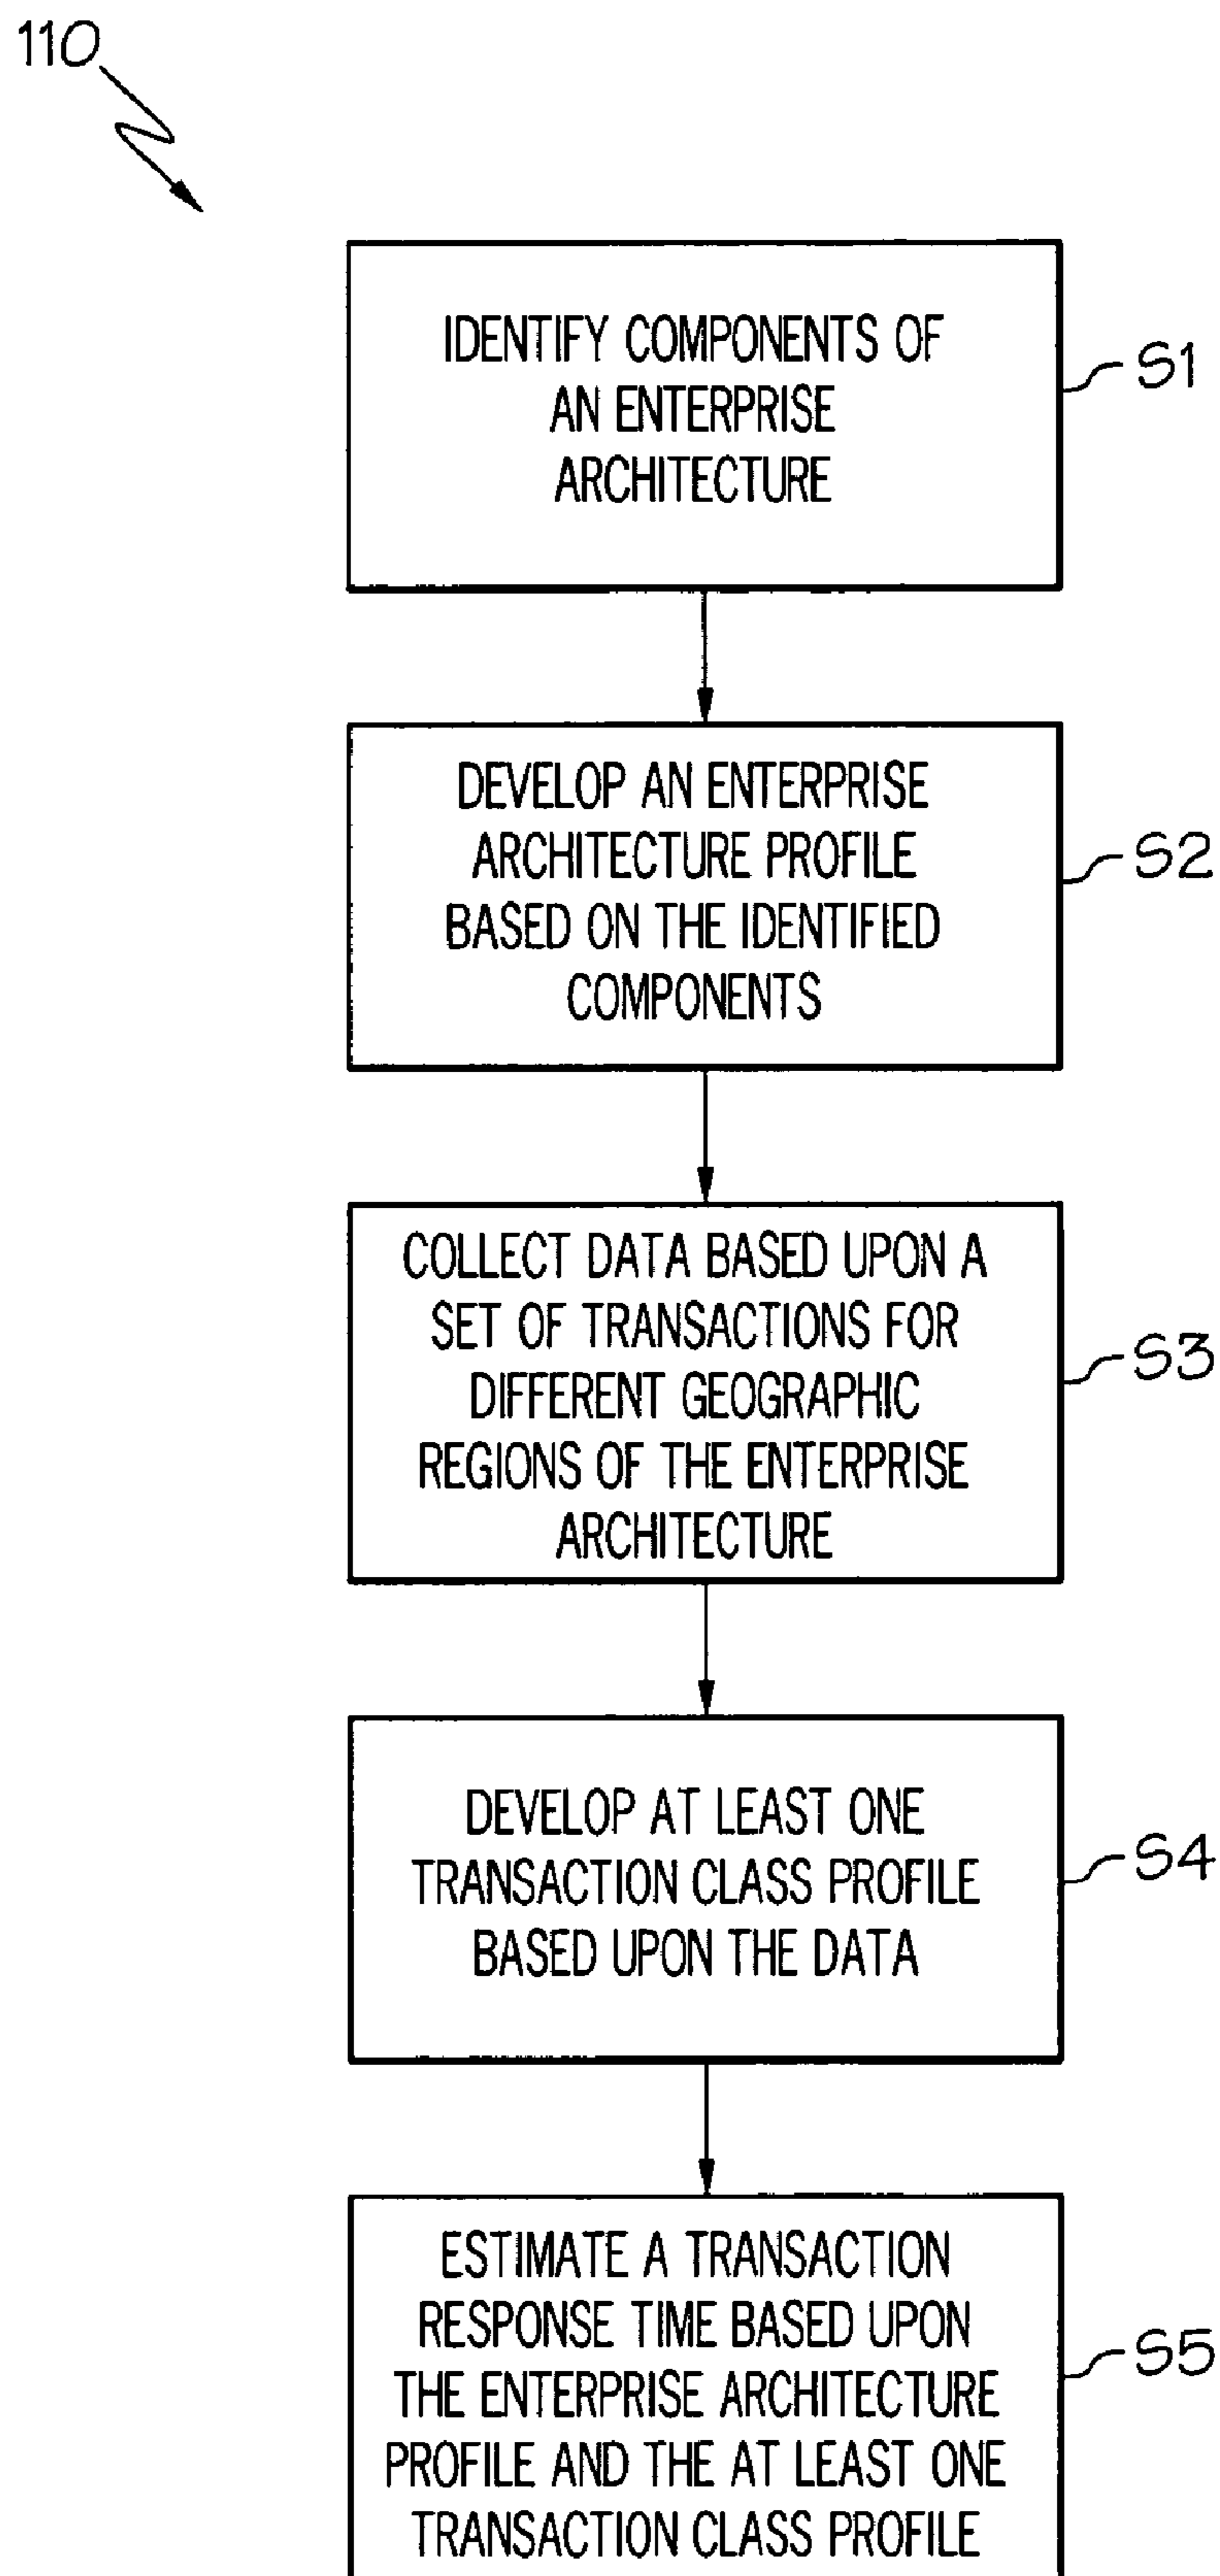 110
IDENTIFY COMPONENTS OF
AN ENTERPRISE
ARCHITECTURE
S1
DEVELOP AN ENTERPRISE
ARCHITECTURE PROFILE
BASED ON THE IDENTIFIED
COMPONENTS
S2
COLLECT DATA BASED UPON A
SET OF TRANSACTIONS FOR
DIFFERENT GEOGRAPHIC
REGIONS OF THE ENTERPRISE
ARCHITECTURE
S3
DEVELOP AT LEAST ONE
TRANSACTION CLASS PROFILE
BASED UPON THE DATA
S4
ESTIMATE A TRANSACTION
RESPONSE TIME BASED UPON
THE ENTERPRISE ARCHITECTURE
PROFILE AND THE AT LEAST ONE
TRANSACTION CLASS PROFILE
S5